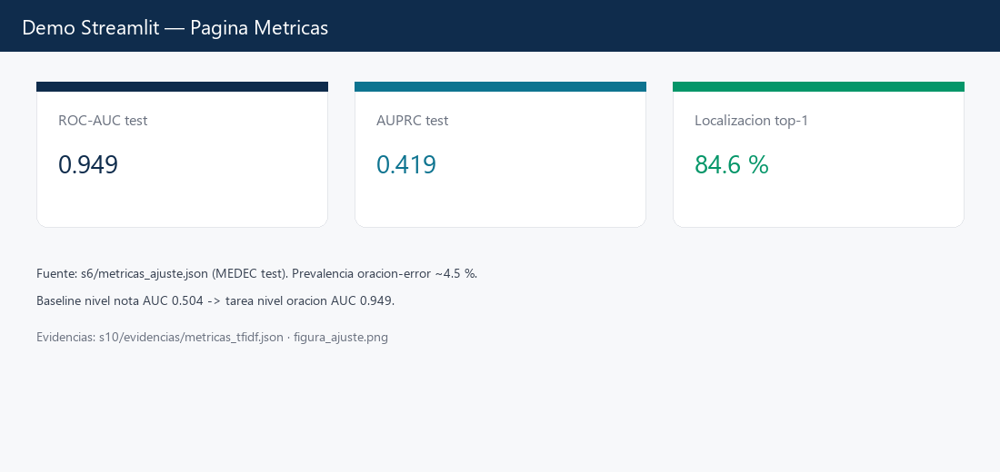 Demo Streamlit — Pagina Metricas
ROC-AUC test
0.949
AUPRC test
0.419
Localizacion top-1
84.6 %
Fuente: s6/metricas_ajuste.json (MEDEC test). Prevalencia oracion-error ~4.5 %.
Baseline nivel nota AUC 0.504 -> tarea nivel oracion AUC 0.949.
Evidencias: s10/evidencias/metricas_tfidf.json · figura_ajuste.png